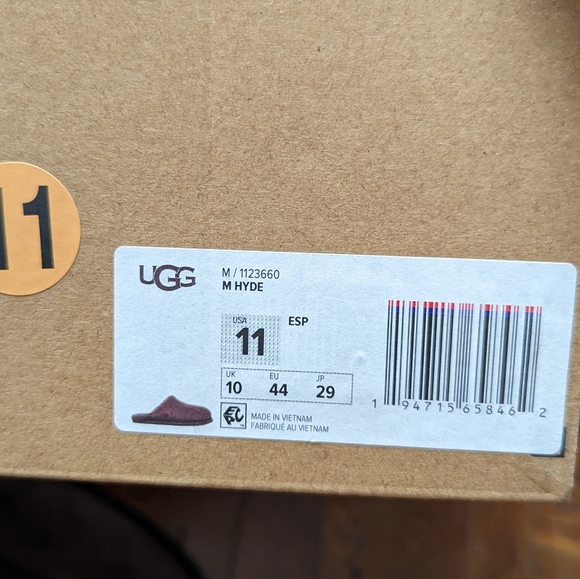 11
UGG
M / 1123660
M HYDE
USA
11
ESP
UK EU JP
10 44 29
MADE IN VIETNAM
FABRIQUÉ AU VIETNAM
1 94715 65846 2